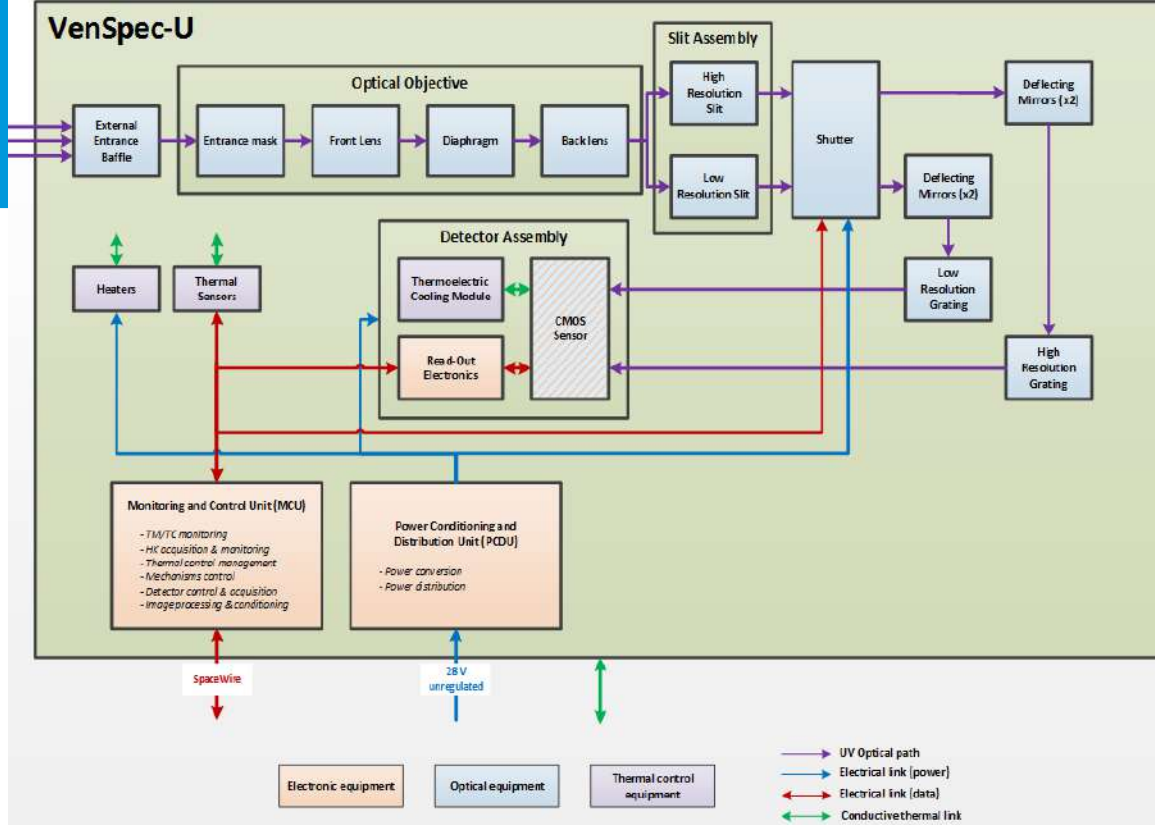 VenSpec-U
Slit Assembly
Optical Objective
External
Entrance
Baffle
Entrance mask
Front Lens
Diaphragm
Back lens
High
Resolution
Slit
Low
Resolution Slit
Shutter
Deflecting
Mirrors (x2)
Deflecting
Mirrors (x2)
Low
Resolution
Grating
High
Resolution
Grating
Detector Assembly
Thermoelectric
Cooling Module
CMOS
Sensor
Read-Out
Electronics
Heaters
Thermal
Sensors
Monitoring and Control Unit (MCU)
- TM/TC monitoring
- HK acquisition & monitoring
- Thermal control management
- Mechanisms control
- Detector control & acquisition
- Image processing & conditioning
Power Conditioning and
Distribution Unit (PCDU)
- Power conversion
- Power distribution
SpaceWire
28 V
unregulated
Electronic equipment
Optical equipment
Thermal control
equipment
UV Optical path
Electrical link (power)
Electrical link (data)
Conductive thermal link